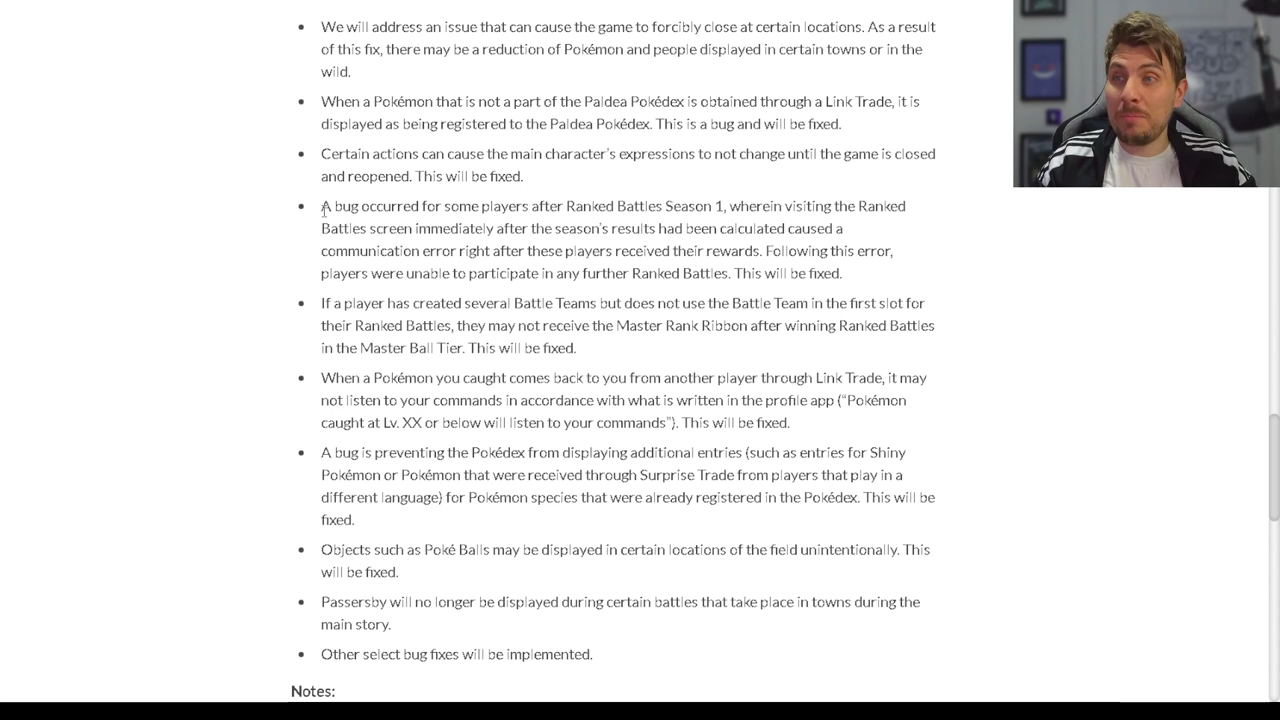 We will address an issue that can cause the game to forcibly close at certain locations. As a result
of this fix, there may be a reduction of Pokémon and people displayed in certain towns or in the
wild.
When a Pokémon that is not a part of the Paldea Pokédex is obtained through a Link Trade, it is
displayed as being registered to the Paldea Pokédex. This is a bug and will be fixed.
Certain actions can cause the main character’s expressions to not change until the game is closed
and reopened. This will be fixed.
A bug occurred for some players after Ranked Battles Season 1, wherein visiting the Ranked
Battles screen immediately after the season’s results had been calculated caused a
communication error right after these players received their rewards. Following this error,
players were unable to participate in any further Ranked Battles. This will be fixed.
If a player has created several Battle Teams but does not use the Battle Team in the first slot for
their Ranked Battles, they may not receive the Master Rank Ribbon after winning Ranked Battles
in the Master Ball Tier. This will be fixed.
When a Pokémon you caught comes back to you from another player through Link Trade, it may
not listen to your commands in accordance with what is written in the profile app (“Pokémon
caught at Lv. XX or below will listen to your commands”). This will be fixed.
A bug is preventing the Pokédex from displaying additional entries (such as entries for Shiny
Pokémon or Pokémon that were received through Surprise Trade from players that play in a
different language) for Pokémon species that were already registered in the Pokédex. This will be
fixed.
Objects such as Poké Balls may be displayed in certain locations of the field unintentionally. This
will be fixed.
Passersby will no longer be displayed during certain battles that take place in towns during the
main story.
Other select bug fixes will be implemented.
Notes: